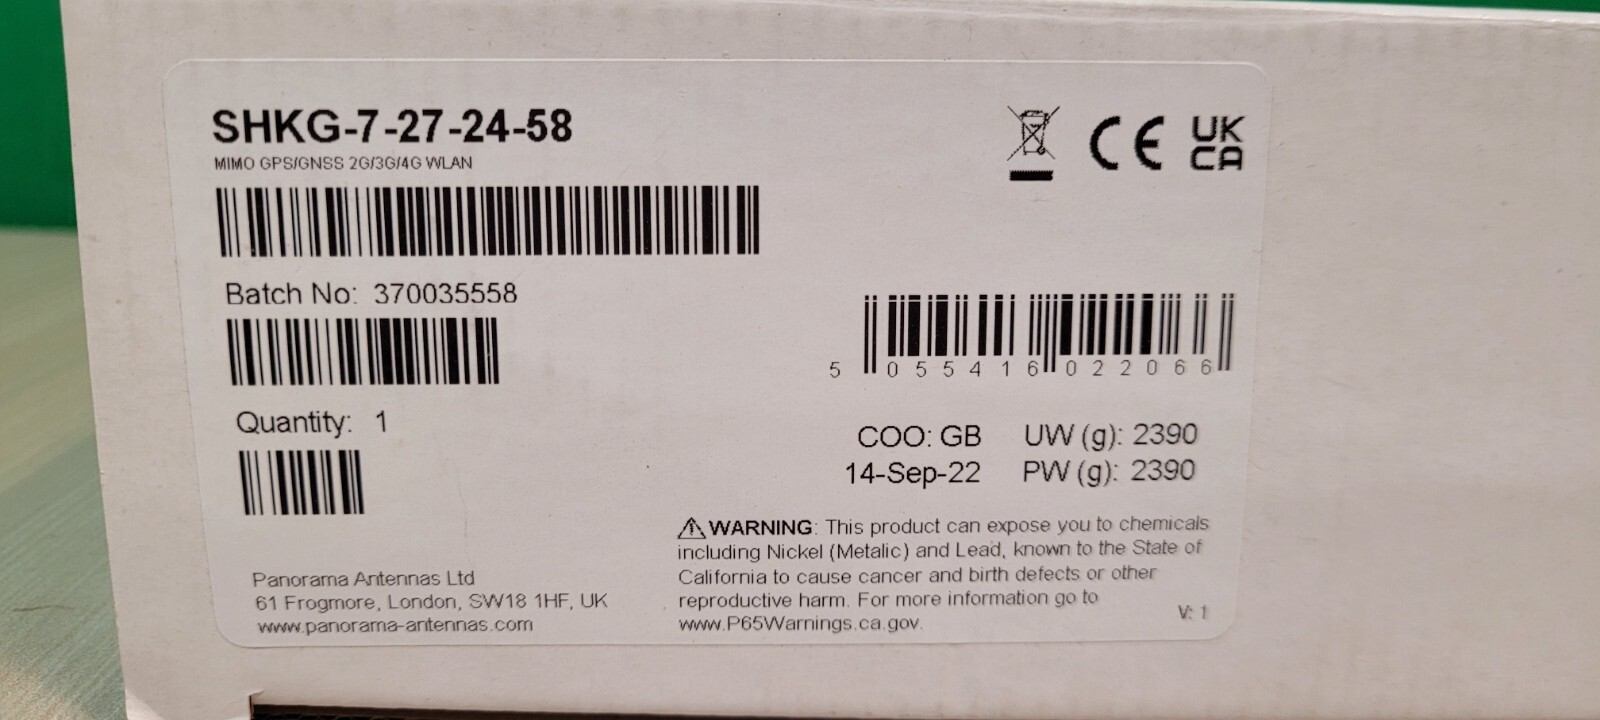 SHKG-7-27-24-58
MIMO GPS/GNSS 2G/3G/4G WLAN
CE
UK
CA
Batch No: 370035558
5 055416 022066
Quantity: 1
COO: GB UW (g): 2390
14-Sep-22 PW (g): 2390
WARNING: This product can expose you to chemicals
including Nickel (Metalic) and Lead, known to the State of
California to cause cancer and birth defects or other
reproductive harm. For more information go to
www.P65Warnings.ca.gov.
V: 1
Panorama Antennas Ltd
61 Frogmore, London, SW18 1HF, UK
www.panorama-antennas.com